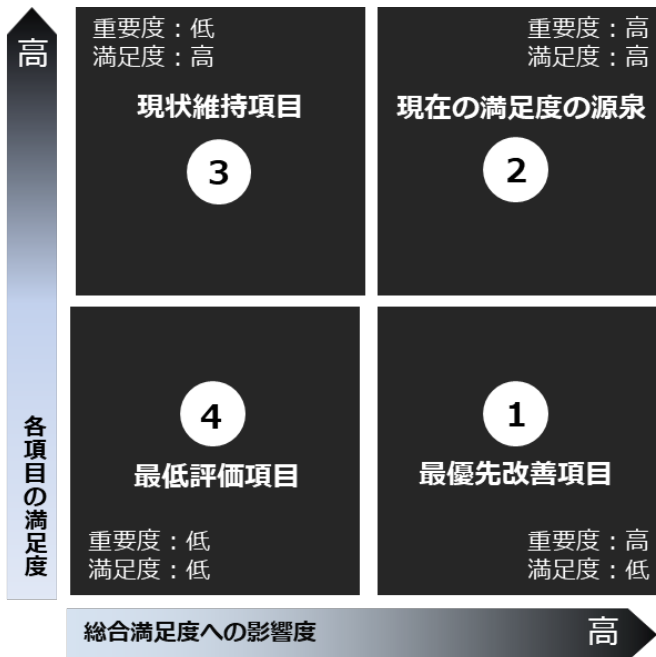 高
重要度：低
満足度：高
現状維持項目
3
重要度：高
満足度：高
現在の満足度の源泉
2
4
最低評価項目
重要度：低
満足度：低
1
最優先改善項目
重要度：高
満足度：低
各項目の満足度
総合満足度への影響度
高